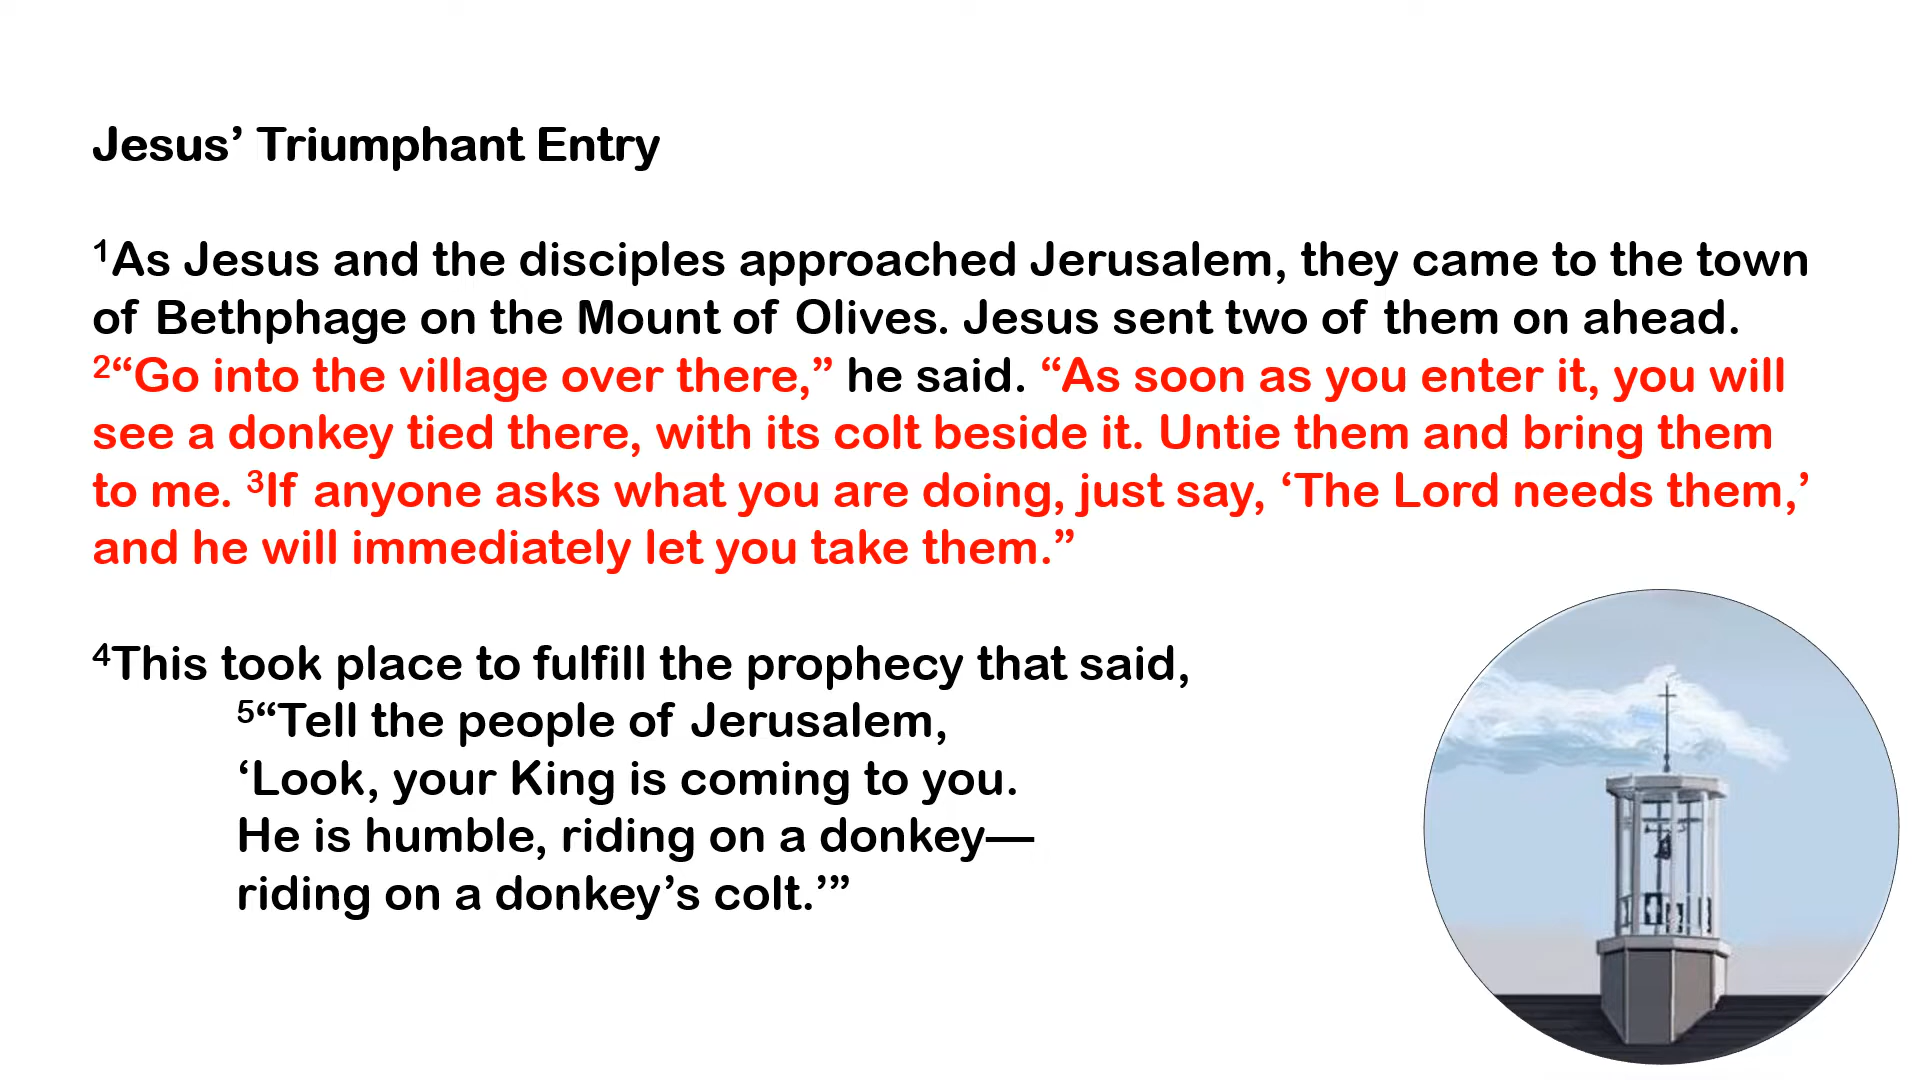 Jesus’ Triumphant Entry
¹As Jesus and the disciples approached Jerusalem, they came to the town
of Bethphage on the Mount of Olives. Jesus sent two of them on ahead.
²“Go into the village over there,” he said. “As soon as you enter it, you will
see a donkey tied there, with its colt beside it. Untie them and bring them
to me. ³If anyone asks what you are doing, just say, ‘The Lord needs them,’
and he will immediately let you take them.”
⁴This took place to fulfill the prophecy that said,
⁵“Tell the people of Jerusalem,
‘Look, your King is coming to you.
He is humble, riding on a donkey—
riding on a donkey’s colt.’”